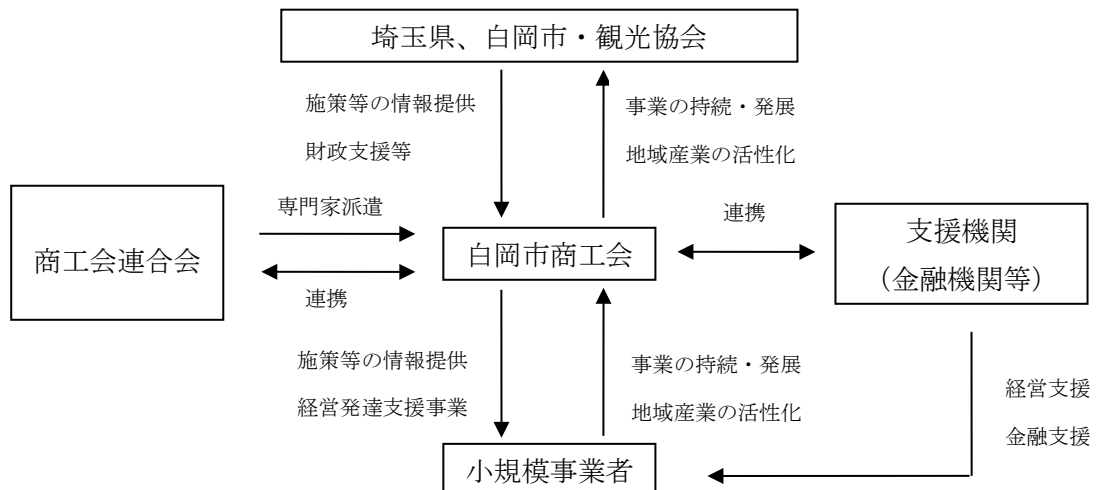 埼玉県、白岡市・観光協会
施策等の情報提供
財政支援等
事業の持続・発展
地域産業の活性化
商工会連合会
専門家派遣
連携
白岡市商工会
連携
支援機関
（金融機関等）
施策等の情報提供
経営発達支援事業
事業の持続・発展
地域産業の活性化
経営支援
金融支援
小規模事業者